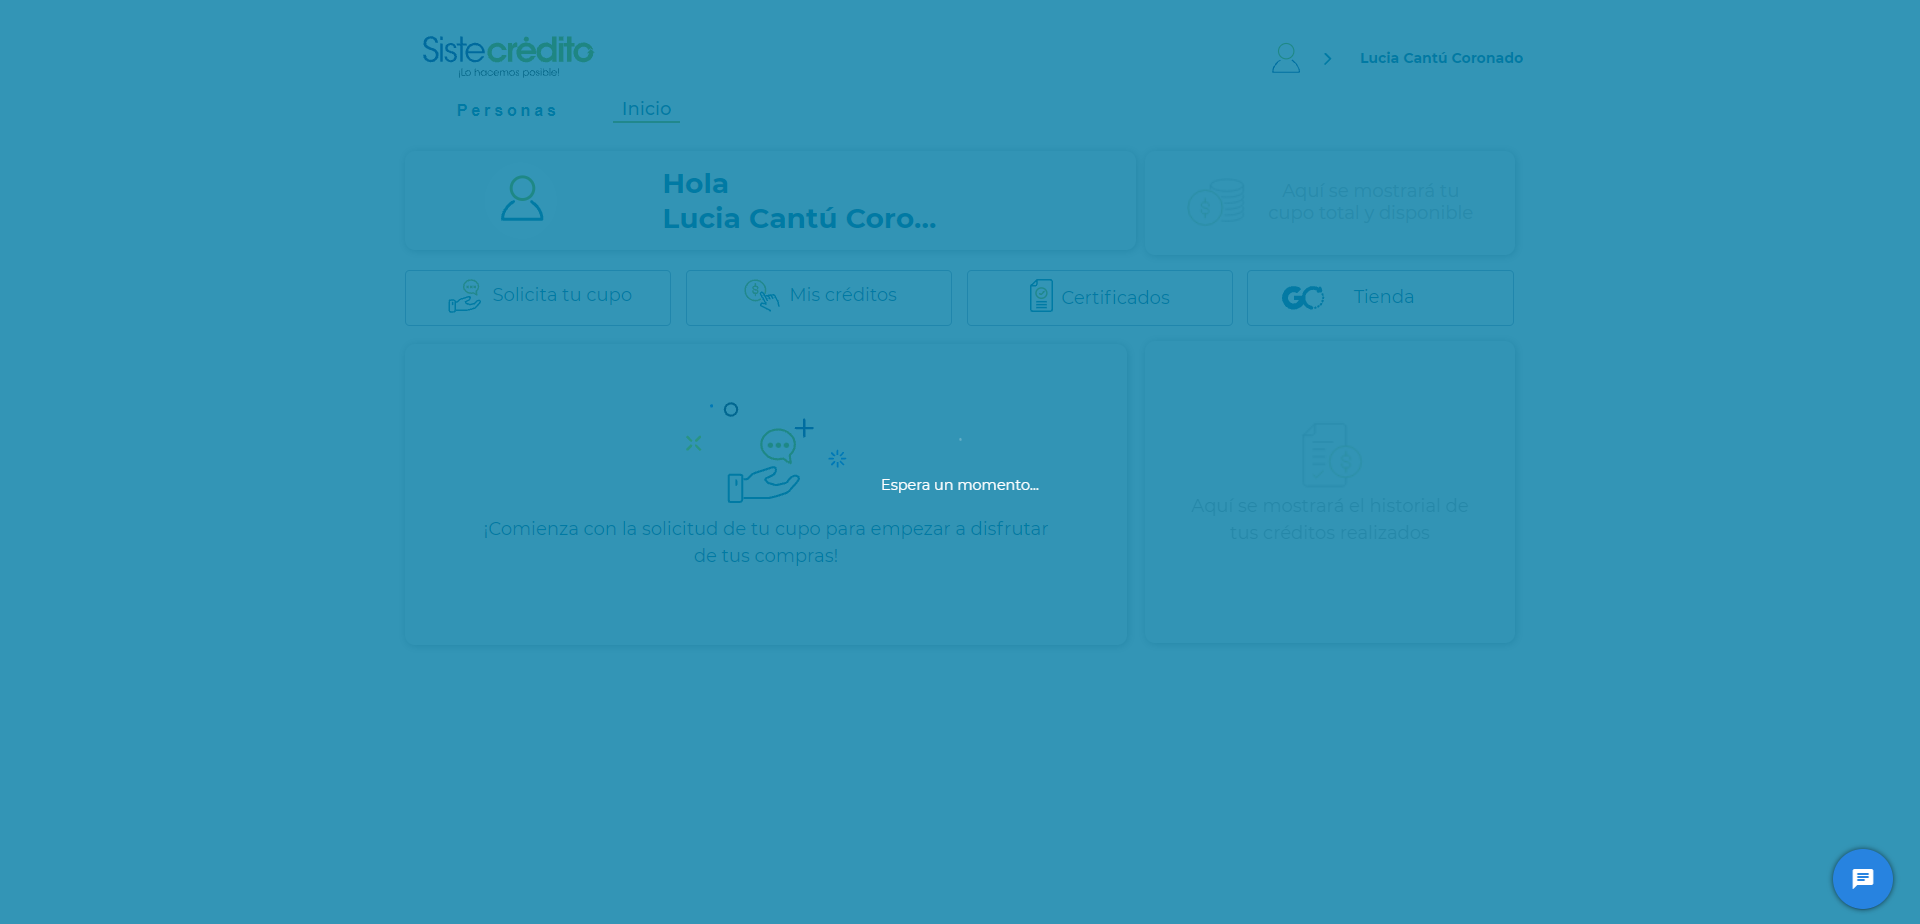 Sistecrédito
¡Lo hacemos posible!
Lucia Cantú Coronado
Personas
Inicio
Hola
Lucia Cantú Coro...
Aquí se mostrará tu
cupo total y disponible
Solicita tu cupo
Mis créditos
Certificados
GO
Tienda
Espera un momento...
¡Comienza con la solicitud de tu cupo para empezar a disfrutar
de tus compras!
Aquí se mostrará el historial de
tus créditos realizados